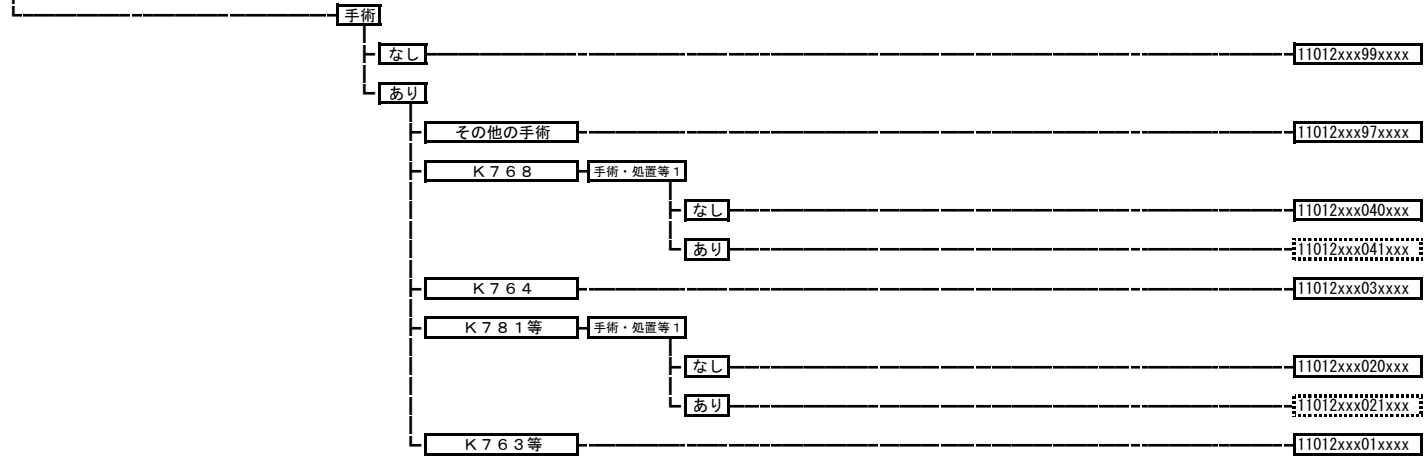 手術
なし 11012xxx99xxxx
あり
その他の手術 11012xxx97xxxx
Ｋ７６８ 手術・処置等１
なし 11012xxx040xxx
あり 11012xxx041xxx
Ｋ７６４ 11012xxx03xxxx
Ｋ７８１等 手術・処置等１
なし 11012xxx020xxx
あり 11012xxx021xxx
Ｋ７６３等 11012xxx01xxxx